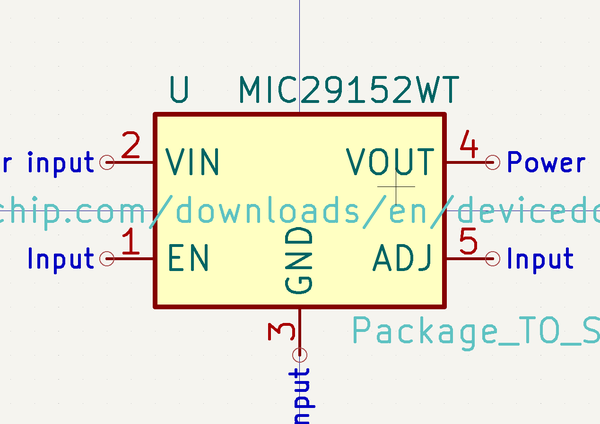 U MIC29152WT
r input 2 VIN VOUT 4 Power
chip.com/downloads/en/devicedo
Input 1 EN GND ADJ 5 Input
3 Package_TO_S
nput